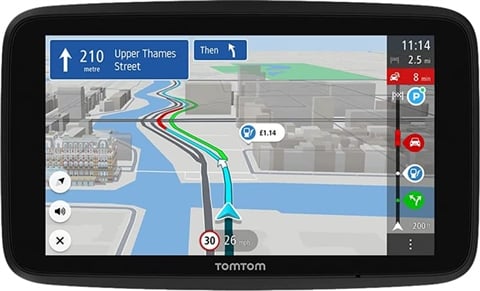 210
metre
Upper Thames
Street
Then
11:14
2.5 mi
8 min
P
£1.14
30
26 mph
200 ft
TOMTOM